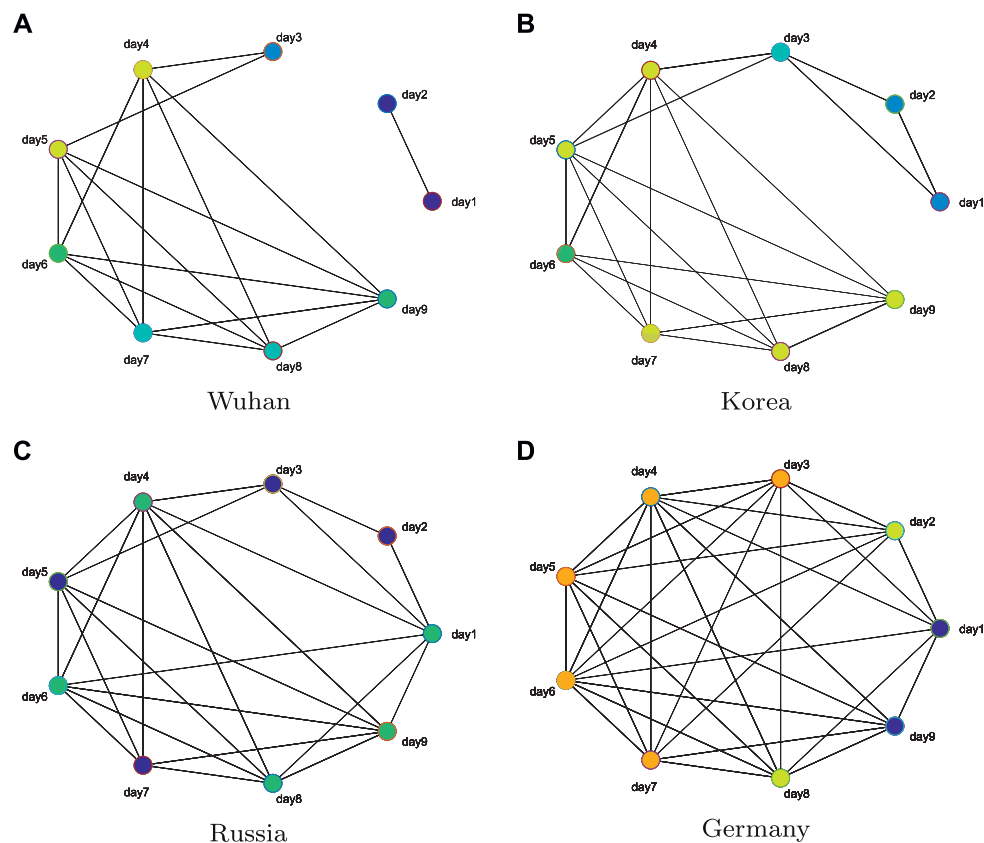 A
B
day4
day3
day2
day5
day1
day6
day9
day7
day8
Wuhan
day4
day3
day2
day5
day1
day6
day9
day7
day8
Korea
C
D
day4
day3
day2
day5
day1
day6
day9
day7
day8
Russia
day4
day3
day2
day5
day1
day6
day9
day7
day8
Germany